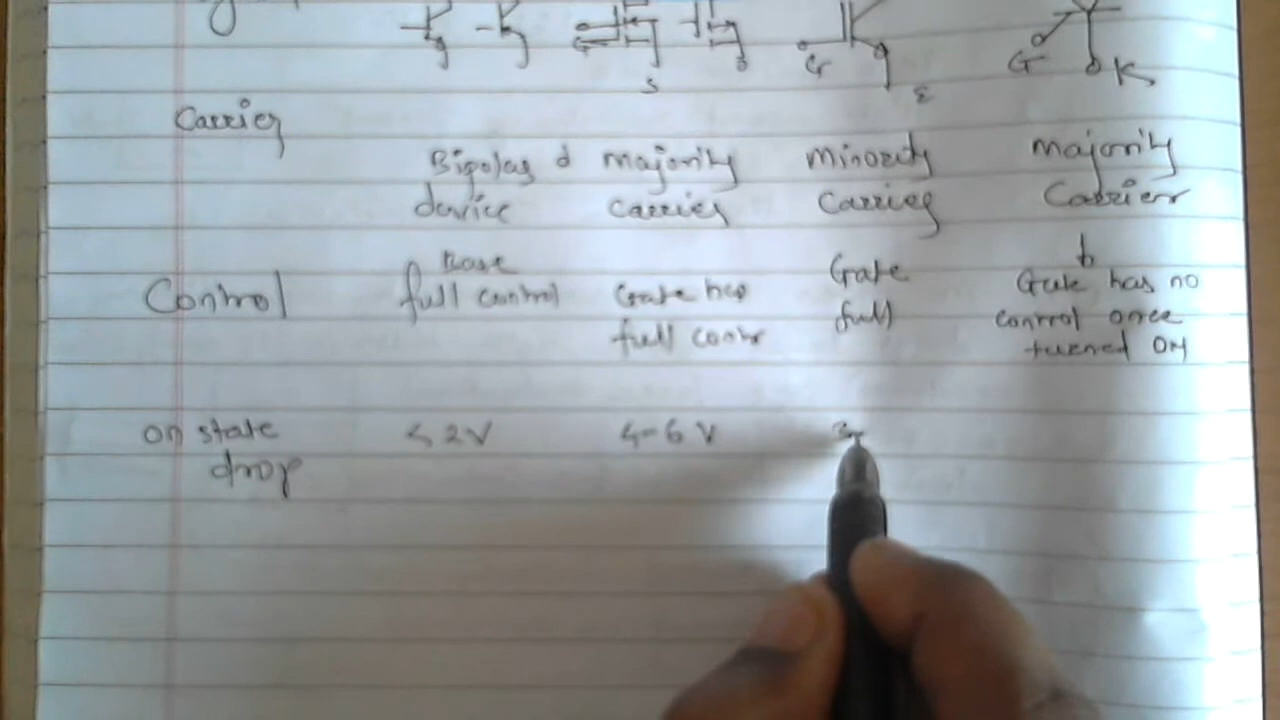 S
G
E
G
K
Carrier
Bipolar d majority minority majority
device carrier carrier Carrier
Control
Base
full control
Gate has
full contr
Gate
full
Gate has no
control once
turned ON
on state
drop
< 2V
4-6 V
3